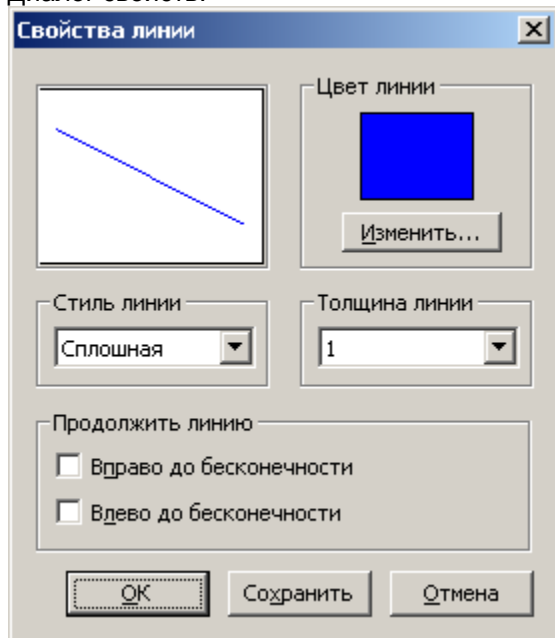 Диалог свойств:
Свойства линии
Цвет линии
Изменить...
Стиль линии
Толщина линии
Сплошная
1
Продолжить линию
Вправо до бесконечности
Влево до бесконечности
OK
Сохранить
Отмена